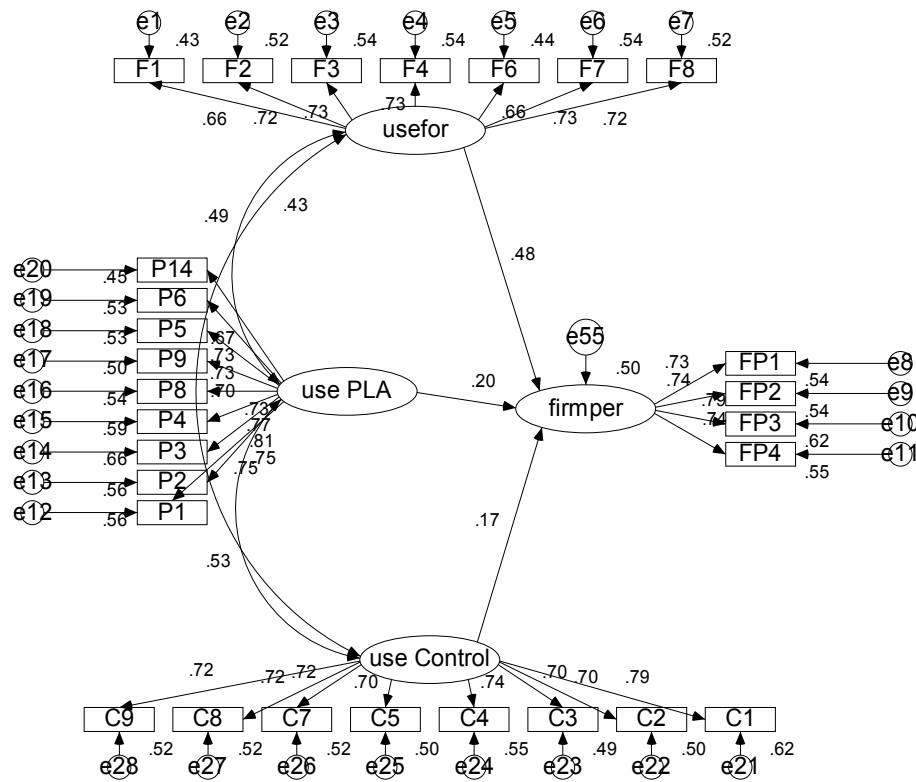 e1 e2 e3 e4 e5 e6 e7
.43 .52 .54 .54 .44 .54 .52
F1 F2 F3 F4 F6 F7 F8
.66 .72 .73 .73 .66 .73 .72
usefor
.49 .43
.48
e20 P14
.45
e19 P6
.53
e18 P5
.53
e17 P9
.50
e16 P8
.54
e15 P4
.59
e14 P3
.66
e13 P2
.56
e12 P1
.56
.67
.73
.73
.70
.73
.77
.81
.75
.75
use PLA
.20
e55
.50
firmper
.73
.74
.79
.74
FP1 e8
.54
FP2 e9
.54
FP3 e10
.62
FP4 e11
.55
.17
.53
use Control
.72 .72 .72 .70 .74 .70 .70 .79
C9 C8 C7 C5 C4 C3 C2 C1
.52 .52 .52 .50 .55 .49 .50 .62
e28 e27 e26 e25 e24 e23 e22 e21